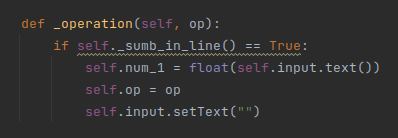 def _operation(self, op):
    if self._sumb_in_line() == True:
        self.num_1 = float(self.input.text())
        self.op = op
        self.input.setText("")